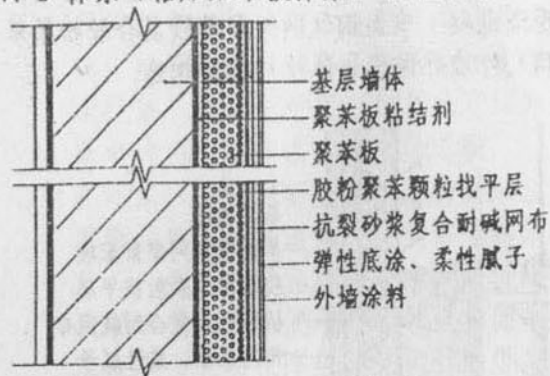 基层墙体
聚苯板粘结剂
聚苯板
胶粉聚苯颗粒找平层
抗裂砂浆复合耐碱网布
弹性底涂、柔性腻子
外墙涂料